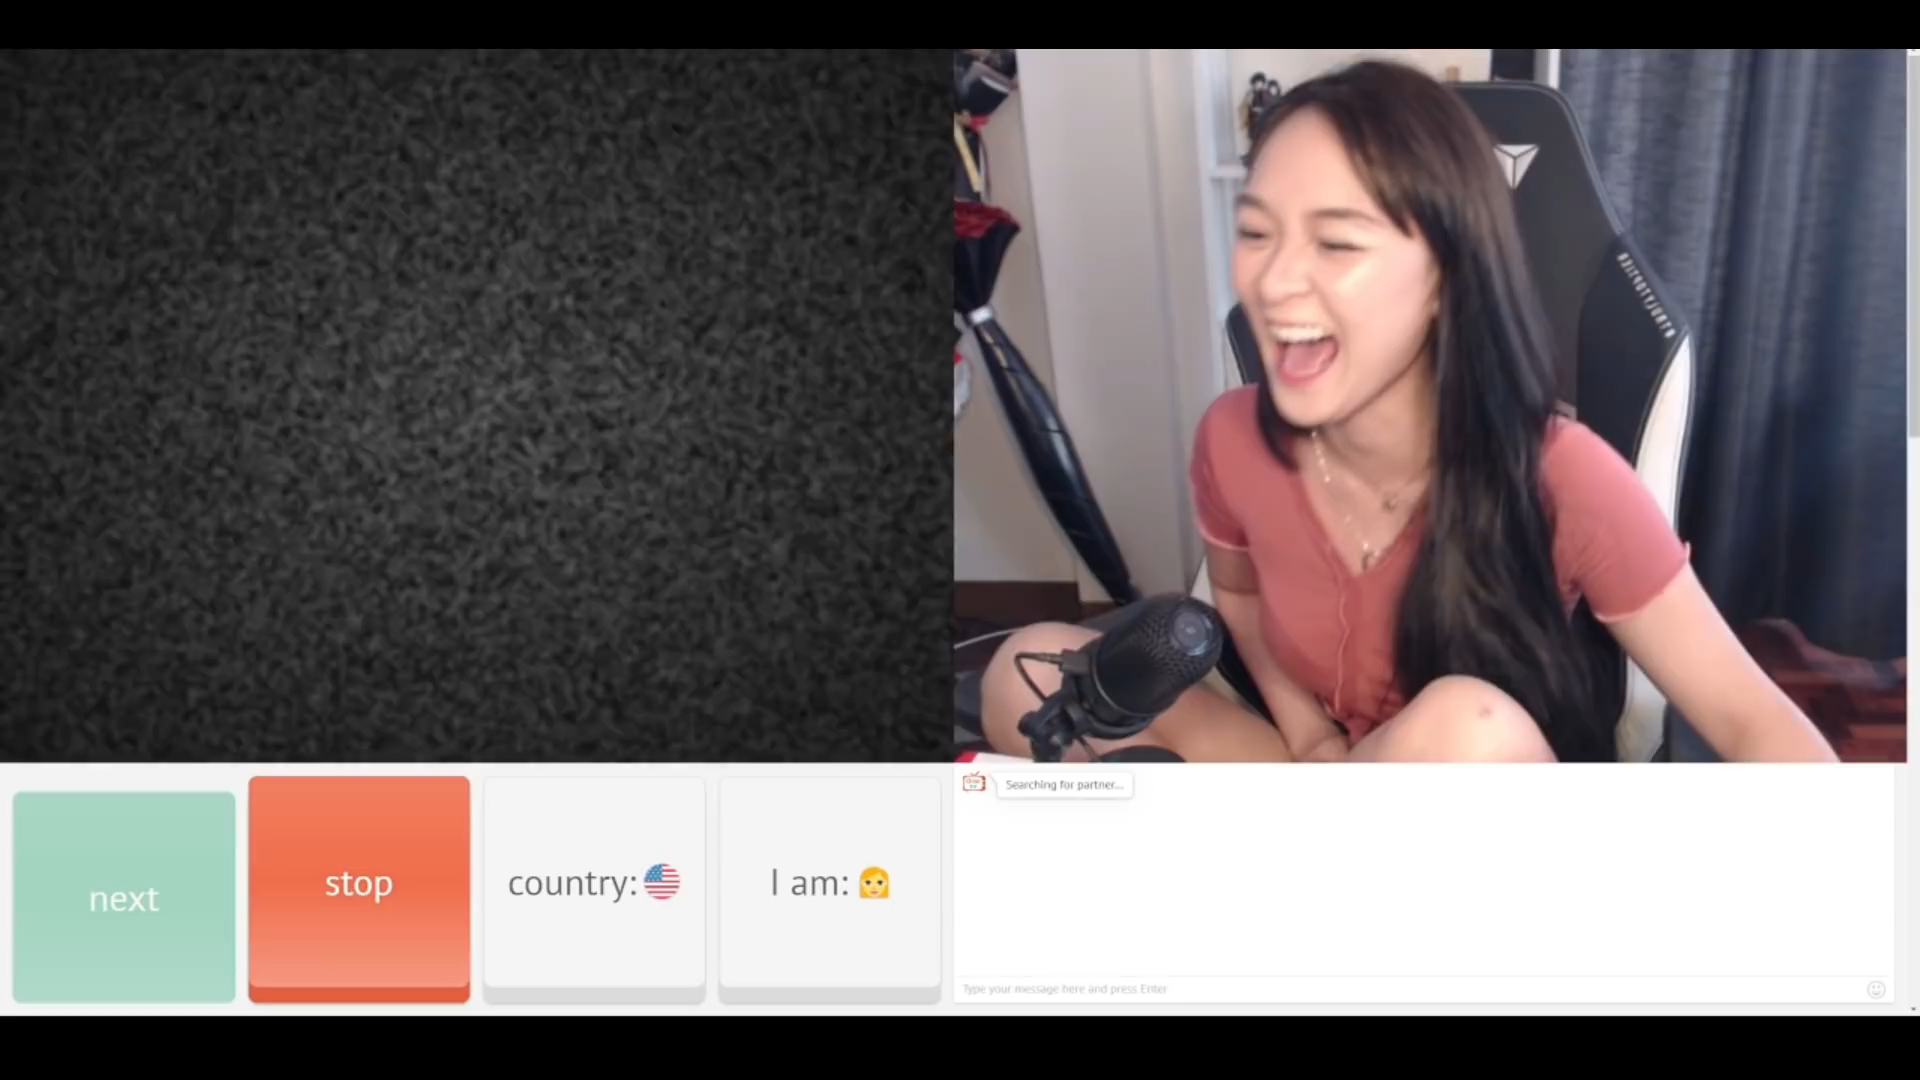 Searching for partner...
next
stop
country:
I am:
Type your message here and press Enter